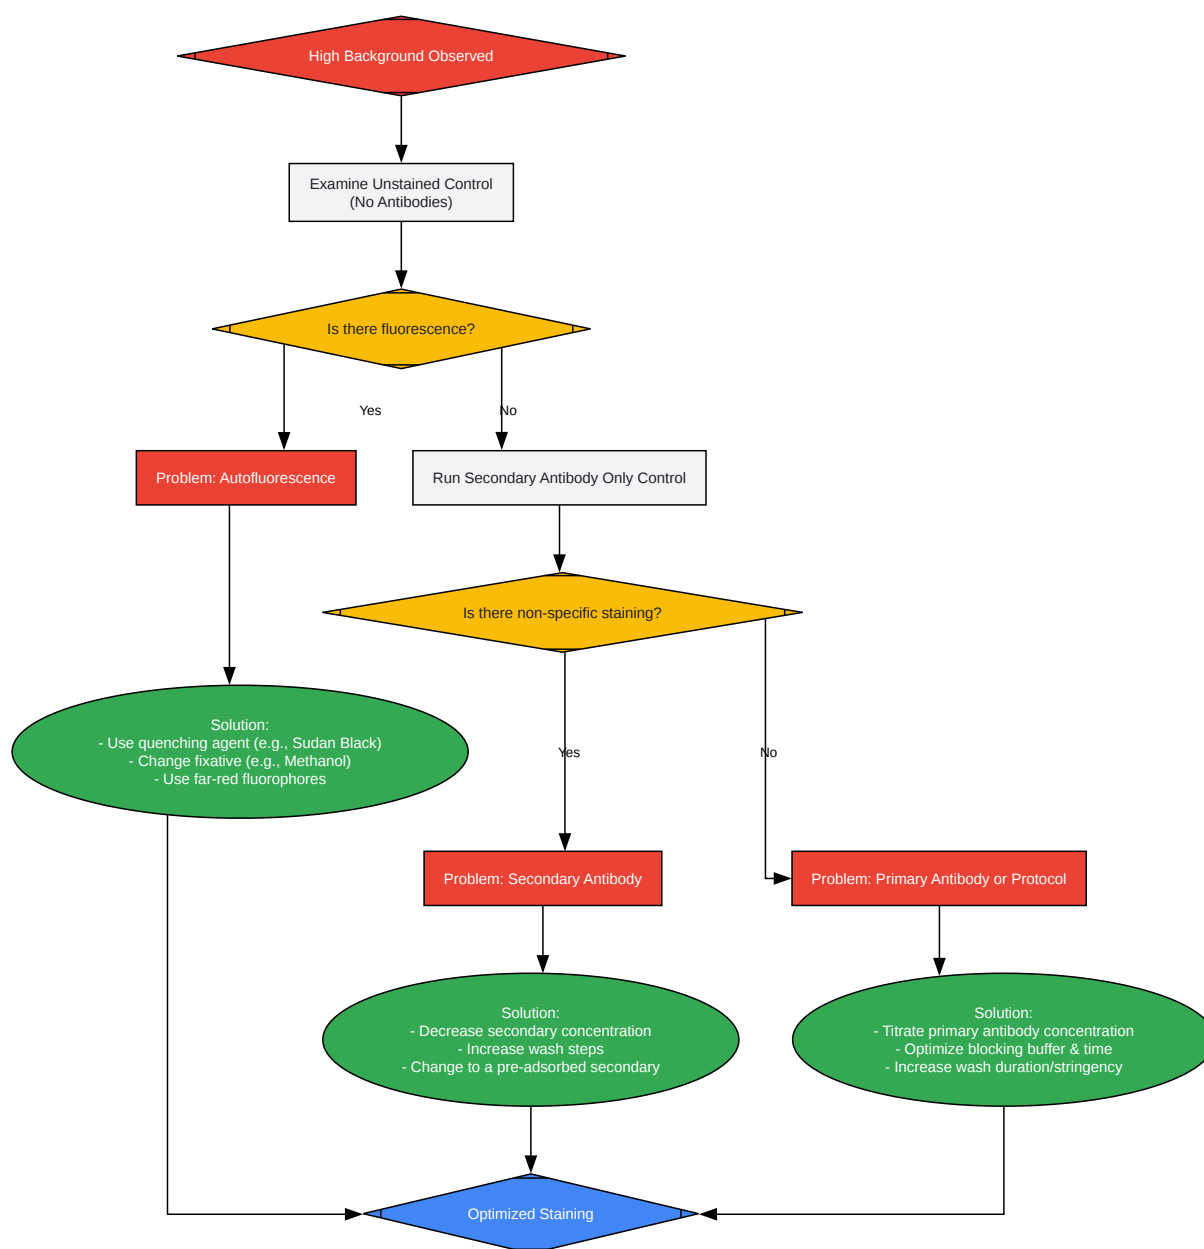 High Background Observed
Examine Unstained Control
(No Antibodies)
Is there fluorescence?
Yes
No
Problem: Autofluorescence
Run Secondary Antibody Only Control
Is there non-specific staining?
Solution:
- Use quenching agent (e.g., Sudan Black)
- Change fixative (e.g., Methanol)
- Use far-red fluorophores
Yes
No
Problem: Secondary Antibody
Problem: Primary Antibody or Protocol
Solution:
- Decrease secondary concentration
- Increase wash steps
- Change to a pre-adsorbed secondary
Solution:
- Titrate primary antibody concentration
- Optimize blocking buffer & time
- Increase wash duration/stringency
Optimized Staining